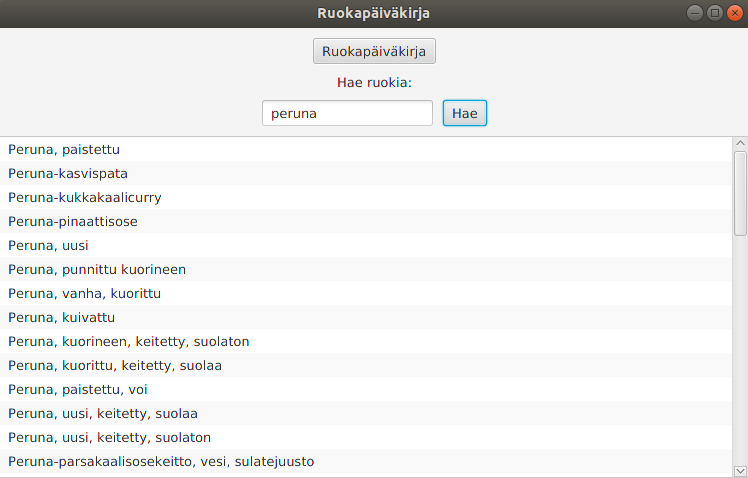 Ruokapäiväkirja
Ruokapäiväkirja
Hae ruokia:
peruna Hae
Peruna, paistettu
Peruna-kasvispata
Peruna-kukkakaalicurry
Peruna-pinaattisose
Peruna, uusi
Peruna, punnittu kuorineen
Peruna, vanha, kuorittu
Peruna, kuivattu
Peruna, kuorineen, keitetty, suolaton
Peruna, kuorittu, keitetty, suolaa
Peruna, paistettu, voi
Peruna, uusi, keitetty, suolaa
Peruna, uusi, keitetty, suolaton
Peruna-parsakaalisosekeitto, vesi, sulatejuusto